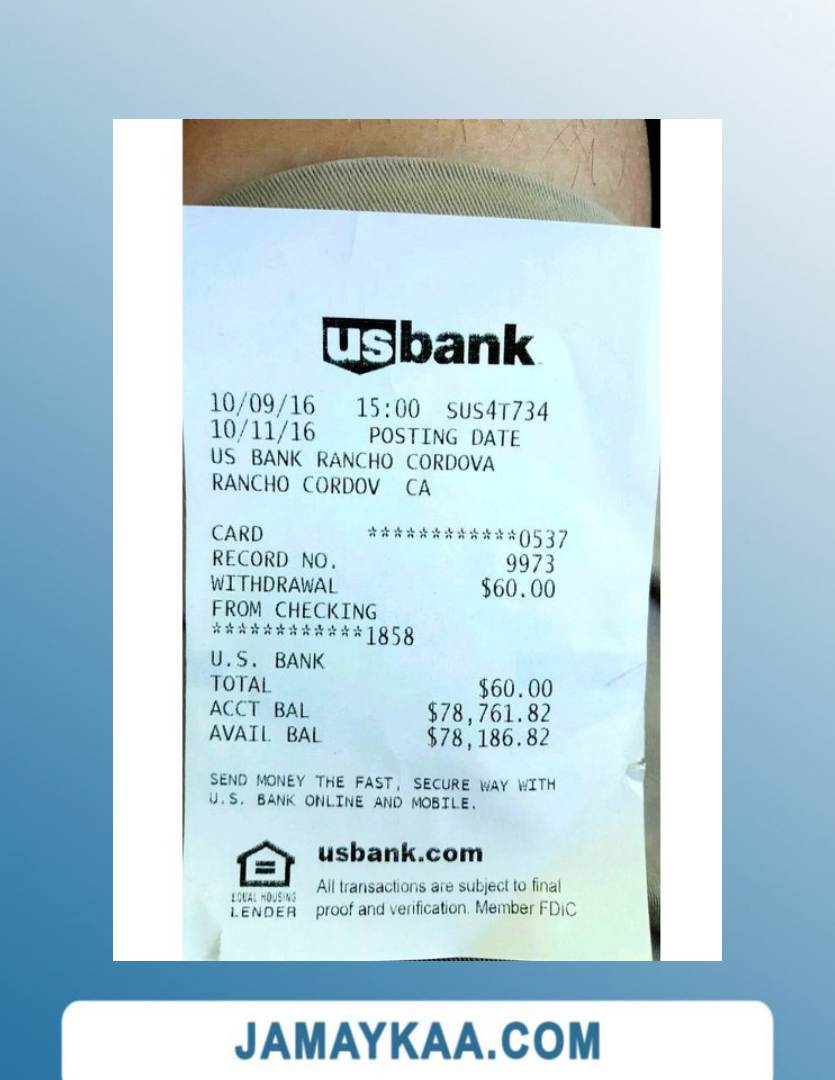 usbank
10/09/16 15:00 SUS4T734
10/11/16 POSTING DATE
US BANK RANCHO CORDOVA
RANCHO CORDOV CA
CARD ************0537
RECORD NO. 9973
WITHDRAWAL $60.00
FROM CHECKING
************1858
U.S. BANK
TOTAL $60.00
ACCT BAL $78,761.82
AVAIL BAL $78,186.82
SEND MONEY THE FAST, SECURE WAY WITH
U.S. BANK ONLINE AND MOBILE.
usbank.com
All transactions are subject to final
proof and verification. Member FDIC
EQUAL HOUSING
LENDER
JAMAYKAA.COM